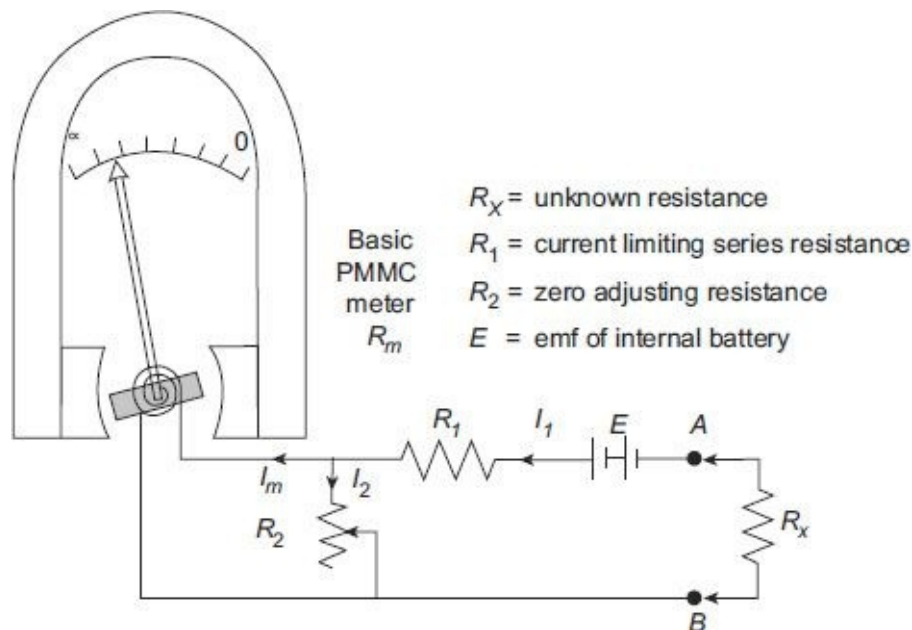 ∝ 0
Basic
PMMC
meter
Rm
RX = unknown resistance
R1 = current limiting series resistance
R2 = zero adjusting resistance
E = emf of internal battery
R1 I1 E A
Im I2
R2 Rx
B